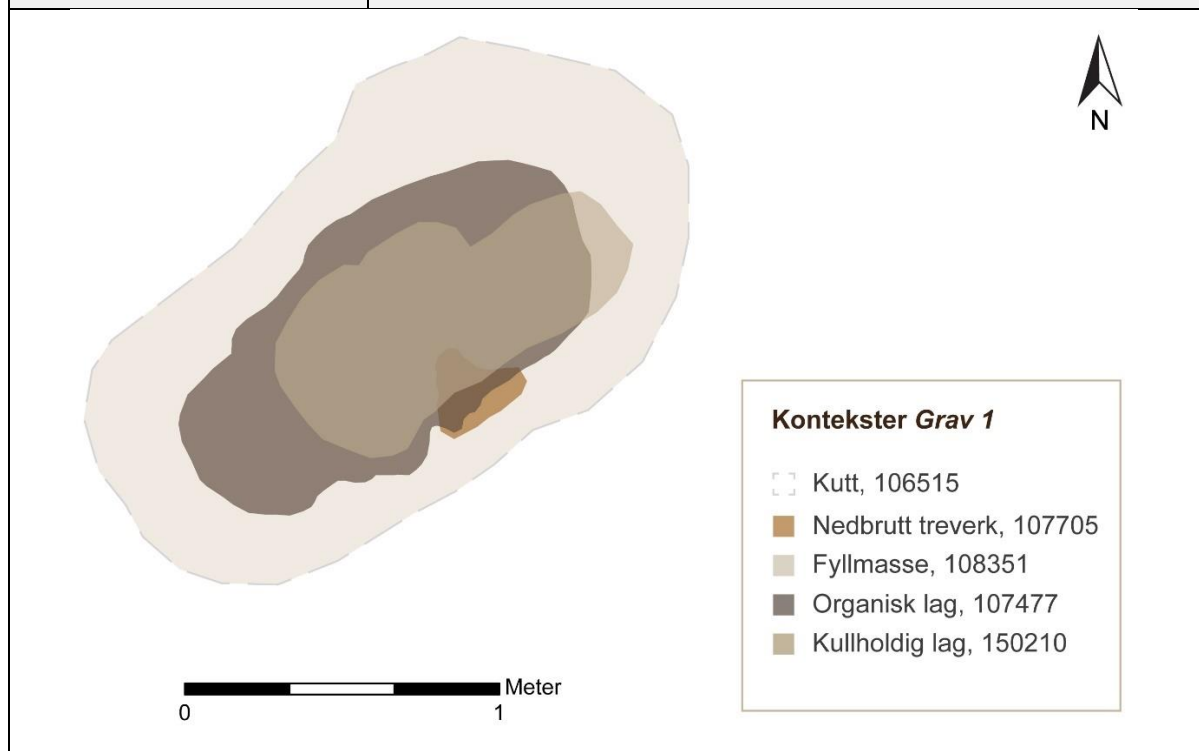 N
Kontekster Grav 1
Kutt, 106515
Nedbrutt treverk, 107705
Fyllmasse, 108351
Organisk lag, 107477
Kullholdig lag, 150210
Meter
0 1